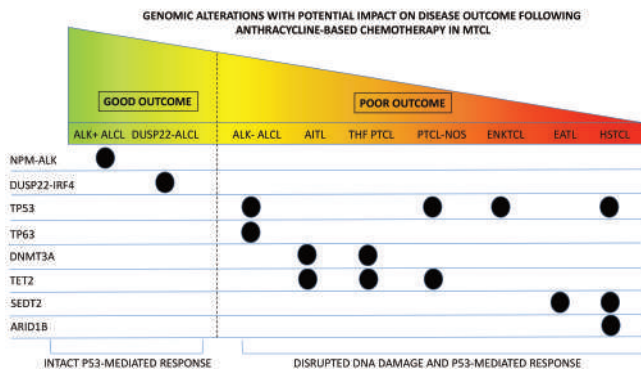 GENOMIC ALTERATIONS WITH POTENTIAL IMPACT ON DISEASE OUTCOME FOLLOWING
ANTHRACYCLINE-BASED CHEMOTHERAPY IN MTCL
GOOD OUTCOME
POOR OUTCOME
ALK+ ALCL DUSP22-ALCL ALK- ALCL AITL THF PTCL PTCL-NOS ENKTCL EATL HSTCL
NPM-ALK
DUSP22-IRF4
TP53
TP63
DNMT3A
TET2
SEDT2
ARID1B
INTACT P53-MEDIATED RESPONSE
DISRUPTED DNA DAMAGE AND P53-MEDIATED RESPONSE